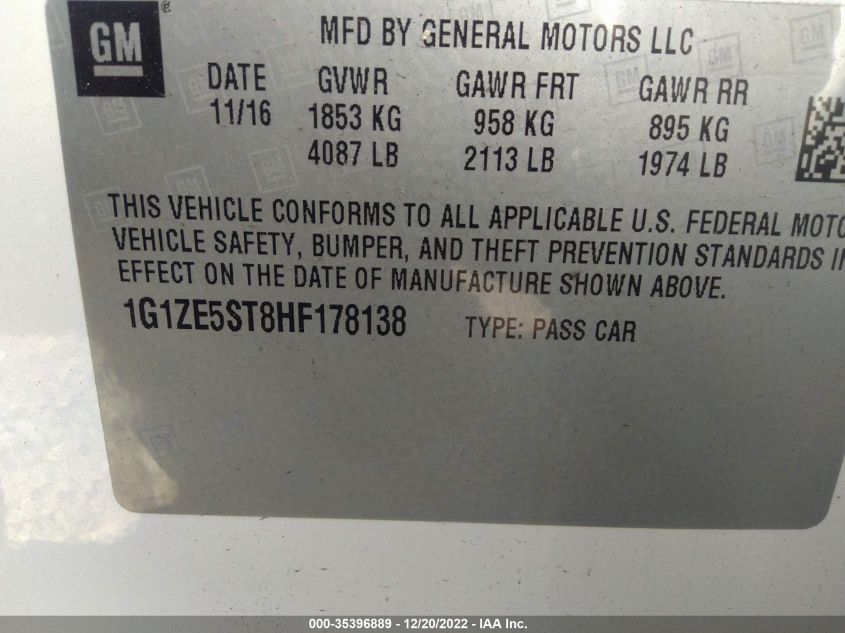 GM
®
MFD BY GENERAL MOTORS LLC
DATE GVWR GAWR FRT GAWR RR
11/16 1853 KG 958 KG 895 KG
4087 LB 2113 LB 1974 LB
THIS VEHICLE CONFORMS TO ALL APPLICABLE U.S. FEDERAL MOTO
VEHICLE SAFETY, BUMPER, AND THEFT PREVENTION STANDARDS IN
EFFECT ON THE DATE OF MANUFACTURE SHOWN ABOVE.
1G1ZE5ST8HF178138 TYPE: PASS CAR
000-35396889 - 12/20/2022 - IAA Inc.